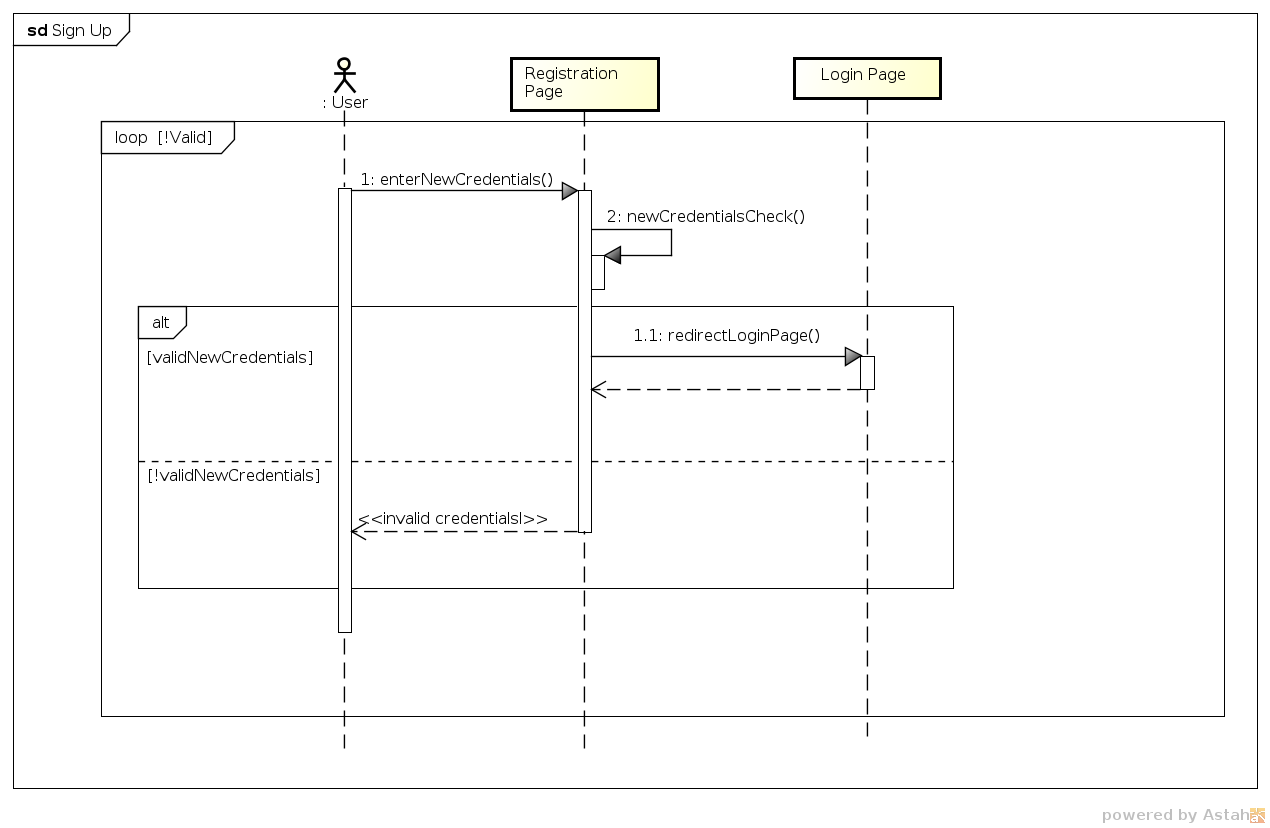 sd Sign Up
: User
Registration
Page
Login Page
loop [!Valid]
1: enterNewCredentials()
2: newCredentialsCheck()
alt
1.1: redirectLoginPage()
[validNewCredentials]
[!validNewCredentials]
<<invalid credentialsl>>
powered by Astah